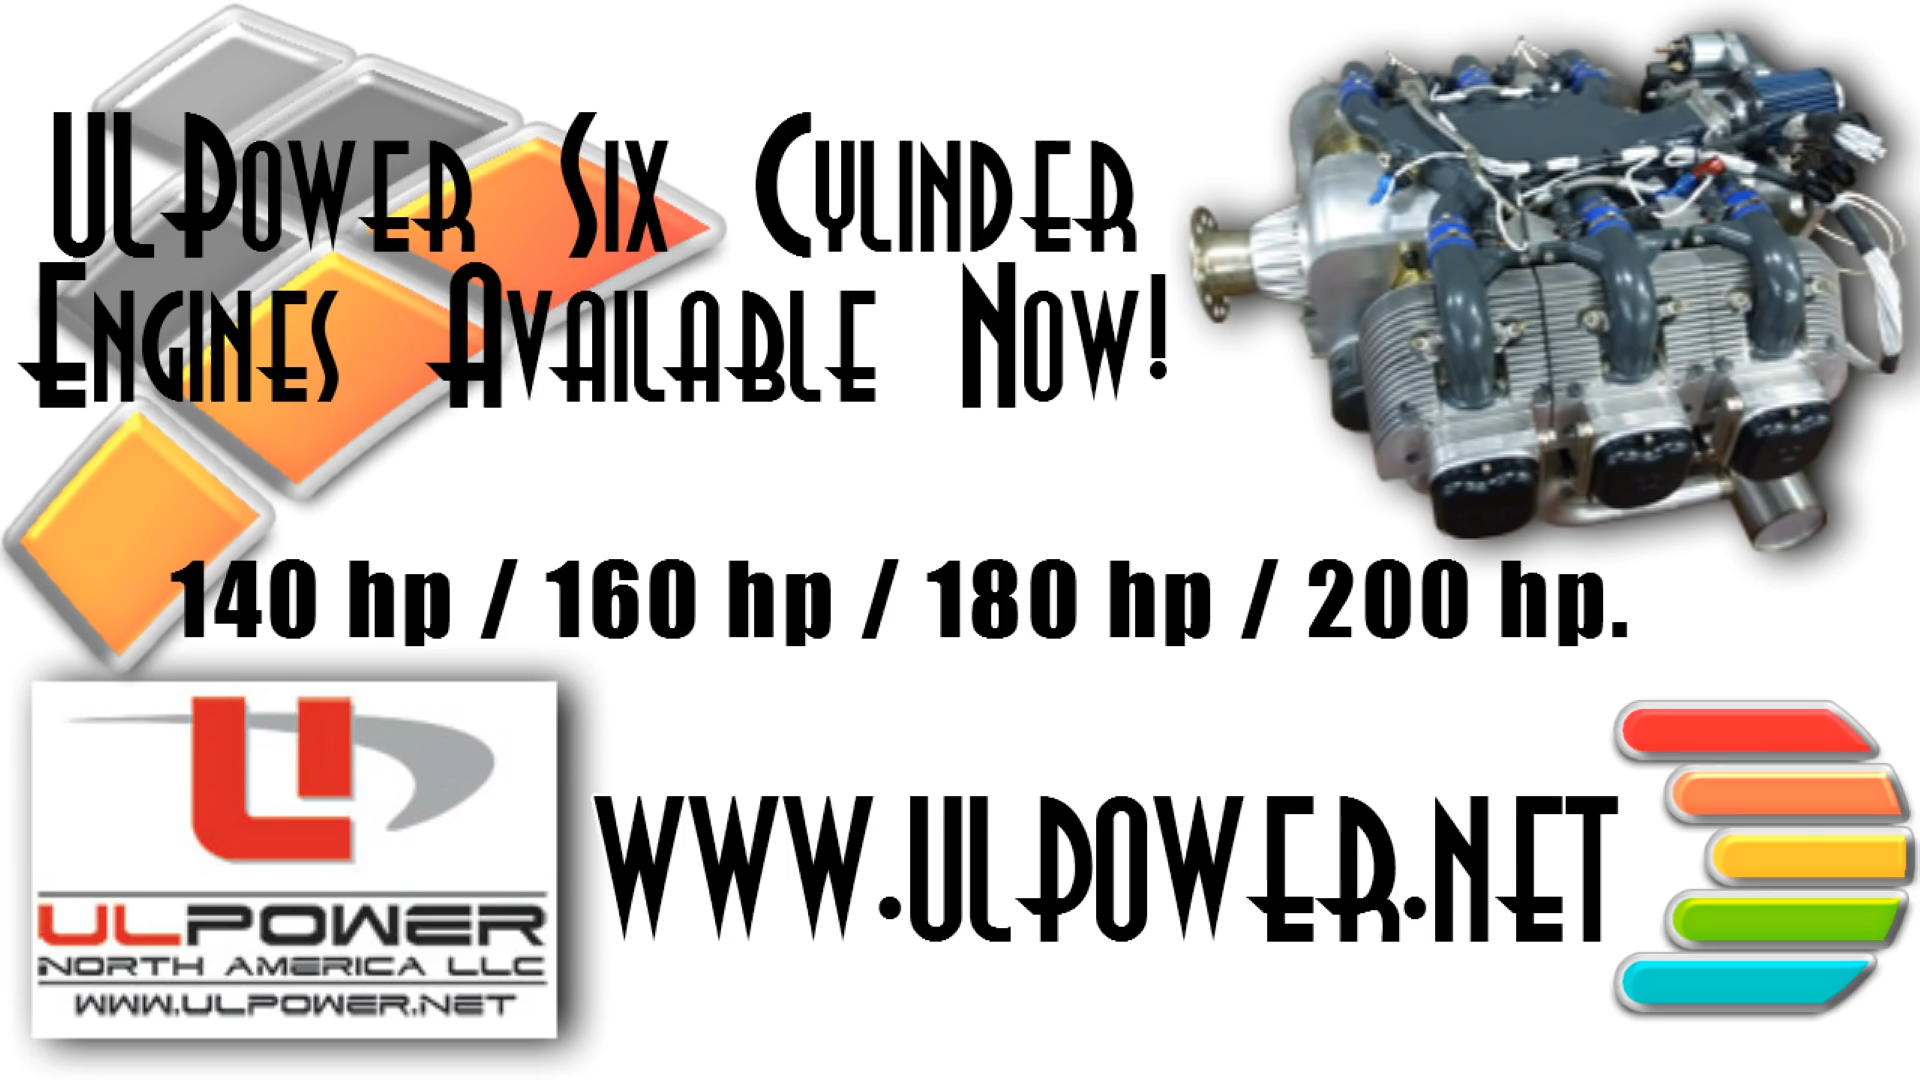 ULPower Six Cylinder
Engines Available Now!
140 hp / 160 hp / 180 hp / 200 hp.
ULPOWER
NORTH AMERICA LLC
WWW.ULPOWER.NET
WWW.ULPOWER.NET